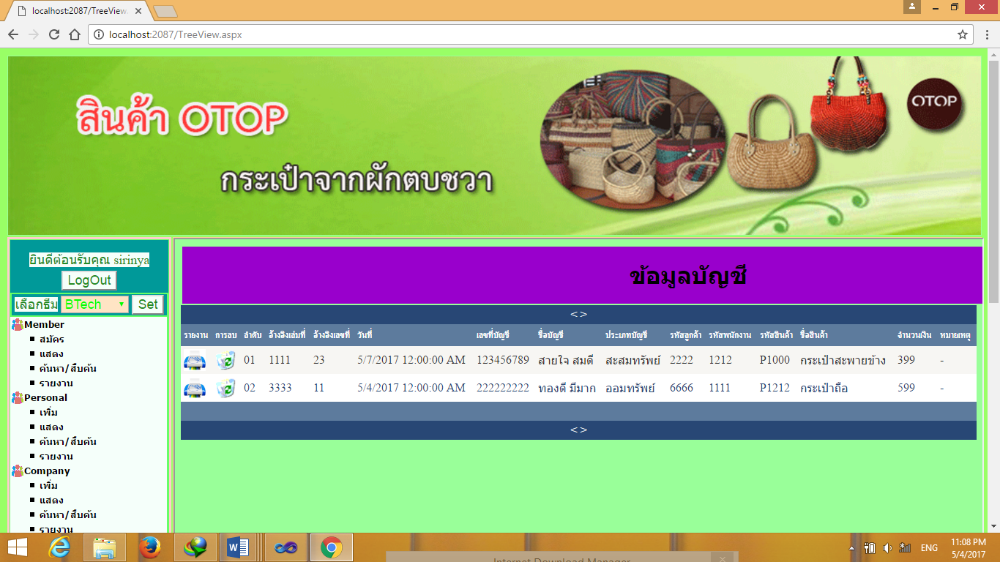 localhost:2087/TreeView.
localhost:2087/TreeView.aspx
สินค้า OTOP
OTOP
กระเป๋าจากผักตบชวา
ยินดีต้อนรับคุณ sirinya
LogOut
เลือกธีม BTech Set
Member
สมัคร
แสดง
ค้นหา/สืบค้น
รายงาน
Personal
เพิ่ม
แสดง
ค้นหา/สืบค้น
รายงาน
Company
เพิ่ม
แสดง
ค้นหา/สืบค้น
รายงาน
ข้อมูลบัญชี
< >
รายงาน การลบ ลำดับ อ้างอิงเล่มที่ อ้างอิงเลขที่ วันที่ เลขที่บัญชี ชื่อบัญชี ประเภทบัญชี รหัสลูกค้า รหัสพนักงาน รหัสสินค้า ชื่อสินค้า จำนวนเงิน หมายเหตุ
01 1111 23 5/7/2017 12:00:00 AM 123456789 สายใจ สมดี สะสมทรัพย์ 2222 1212 P1000 กระเป๋าสะพายข้าง 399 -
02 3333 11 5/4/2017 12:00:00 AM 222222222 ทองดี มีมาก ออมทรัพย์ 6666 1111 P1212 กระเป๋าถือ 599 -
< >
Internet Download Manager
ENG
11:08 PM
5/4/2017